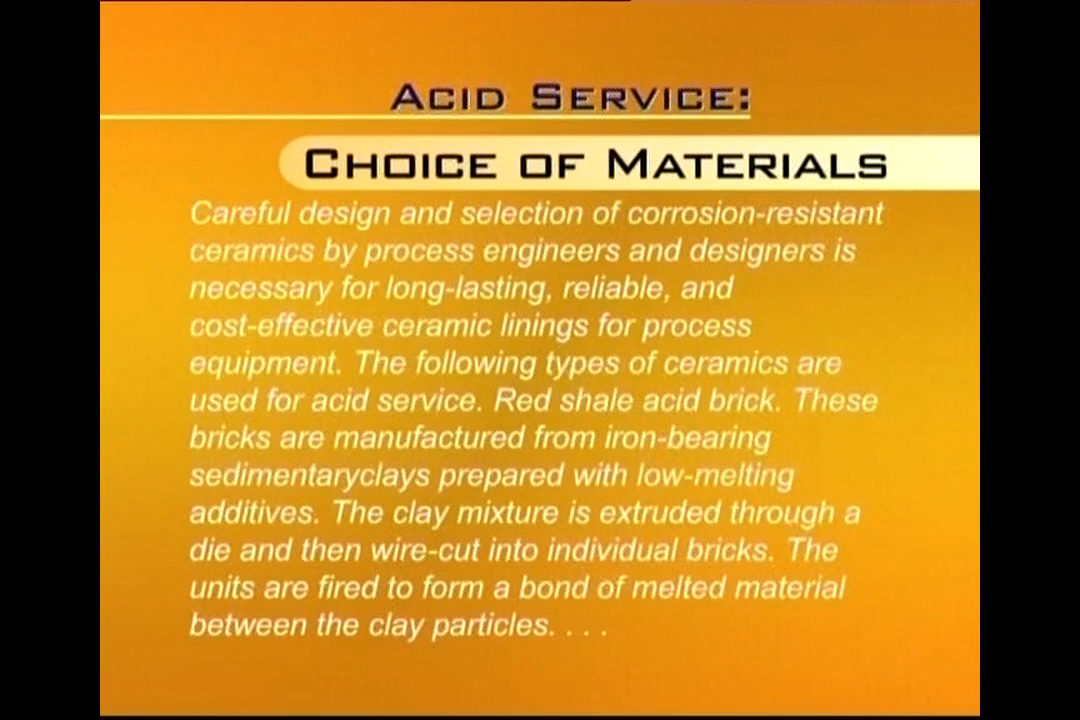 ACID SERVICE:
CHOICE OF MATERIALS
Careful design and selection of corrosion-resistant
ceramics by process engineers and designers is
necessary for long-lasting, reliable, and
cost-effective ceramic linings for process
equipment. The following types of ceramics are
used for acid service. Red shale acid brick. These
bricks are manufactured from iron-bearing
sedimentaryclays prepared with low-melting
additives. The clay mixture is extruded through a
die and then wire-cut into individual bricks. The
units are fired to form a bond of melted material
between the clay particles. . . .